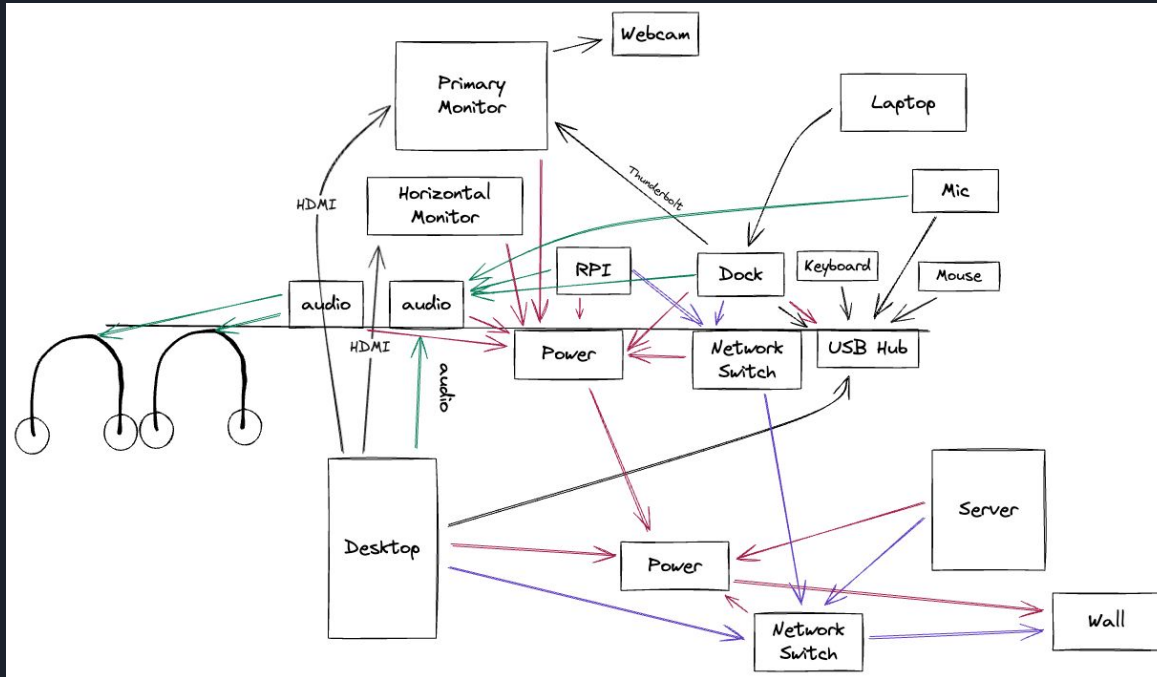 Webcam
Primary
Monitor
Laptop
Thunderbolt
Mic
HDMI
Horizontal
Monitor
RPI
Dock
Keyboard
Mouse
audio
audio
HDMI
Power
Network
Switch
USB Hub
audio
Desktop
Server
Power
Network
Switch
Wall